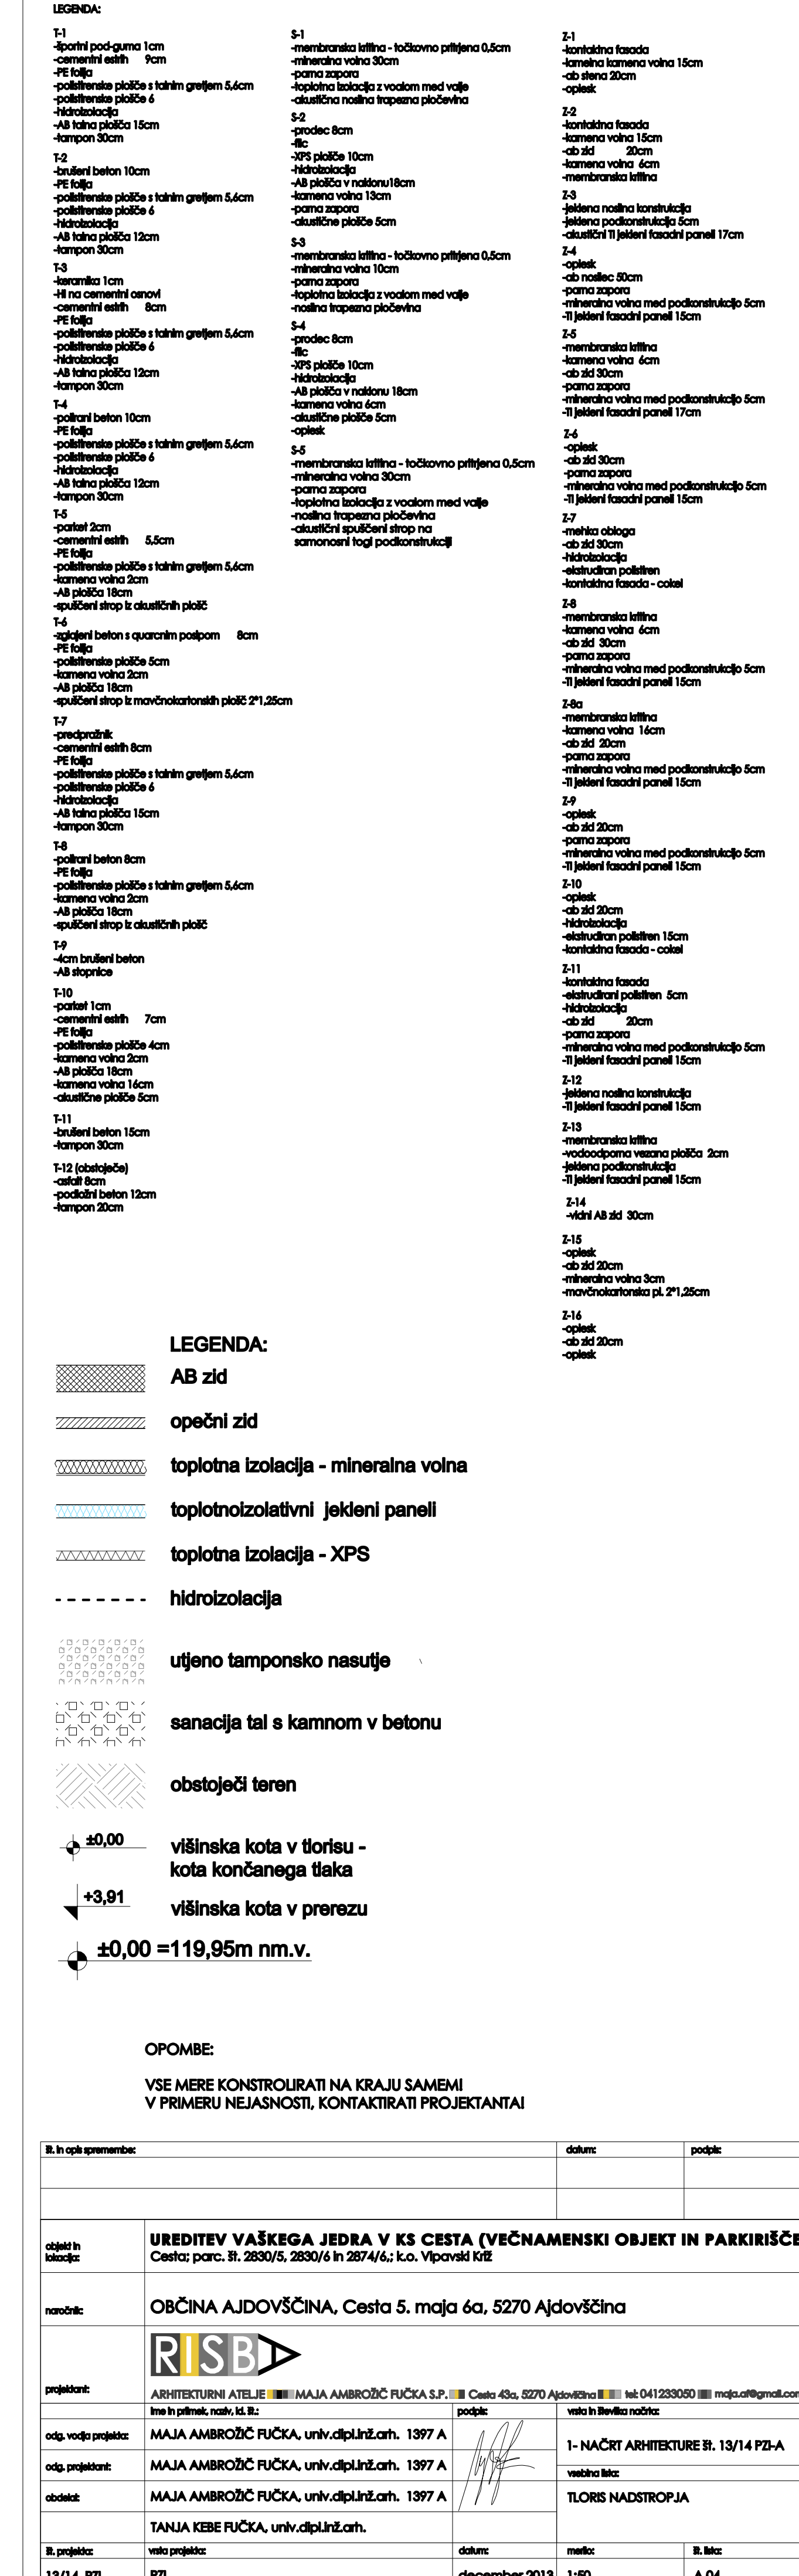 LEGENDA:
T-1
-športni pod-guma 1cm
-cementni estrih 9cm
-PE folija
-polistirenske plošče s talnim gretjem 5,6cm
-polistirenske plošče 6
-hidroizolacija
-AB talna plošča 15cm
-tampon 30cm
T-2
-brušeni beton 10cm
-PE folija
-polistirenske plošče s talnim gretjem 5,6cm
-polistirenske plošče 6
-hidroizolacija
-AB talna plošča 12cm
-tampon 30cm
T-3
-keramika 1cm
-HI na cementni osnovi
-cementni estrih 8cm
-PE folija
-polistirenske plošče s talnim gretjem 5,6cm
-polistirenske plošče 6
-hidroizolacija
-AB talna plošča 12cm
-tampon 30cm
T-4
-polirani beton 10cm
-PE folija
-polistirenske plošče s talnim gretjem 5,6cm
-polistirenske plošče 6
-hidroizolacija
-AB talna plošča 12cm
-tampon 30cm
T-5
-parket 2cm
-cementni estrih 5,5cm
-PE folija
-polistirenske plošče s talnim gretjem 5,6cm
-kamena volna 2cm
-AB plošča 18cm
-spuščeni strop iz akustičnih plošč
T-6
-zglajeni beton s quarcnim posipom 8cm
-PE folija
-polistirenske plošče 5cm
-kamena volna 2cm
-AB plošča 18cm
-spuščeni strop iz mavčnokartonskih plošč 2*1,25cm
T-7
-predpražnik
-cementni estrih 8cm
-PE folija
-polistirenske plošče s talnim gretjem 5,6cm
-polistirenske plošče 6
-hidroizolacija
-AB talna plošča 15cm
-tampon 30cm
T-8
-polirani beton 8cm
-PE folija
-polistirenske plošče s talnim gretjem 5,6cm
-kamena volna 2cm
-AB plošča 18cm
-spuščeni strop iz akustičnih plošč
T-9
-4cm brušeni beton
-AB stopnice
T-10
-parket 1cm
-cementni estrih 7cm
-PE folija
-polistirenske plošče 4cm
-kamena volna 2cm
-AB plošča 18cm
-kamena volna 16cm
-akustične plošče 5cm
T-11
-brušeni beton 15cm
-tampon 30cm
T-12 (obstoječe)
-asfalt 8cm
-podložni beton 12cm
-tampon 20cm
S-1
-membranska kritina - točkovno pritrjena 0,5cm
-mineralna volna 30cm
-parna zapora
-toplotna izolacija z voalom med valje
-akustična nosilna trapezna pločevina
S-2
-prodec 8cm
-filc
-XPS plošče 10cm
-hidroizolacija
-AB plošča v naklonu18cm
-kamena volna 13cm
-parna zapora
-akustične plošče 5cm
S-3
-membranska kritina - točkovno pritrjena 0,5cm
-mineralna volna 10cm
-parna zapora
-toplotna izolacija z voalom med valje
-nosilna trapezna pločevina
S-4
-prodec 8cm
-filc
-XPS plošče 10cm
-hidroizolacija
-AB plošča v naklonu 18cm
-kamena volna 6cm
-akustične plošče 5cm
-oplesk
S-5
-membranska kritina - točkovno pritrjena 0,5cm
-mineralna volna 30cm
-parna zapora
-toplotna izolacija z voalom med valje
-nosilna trapezna pločevina
-akustični spuščeni strop na
samonosni togi podkonstrukciji
Z-1
-kontaktna fasada
-lamelna kamena volna 15cm
-ab stena 20cm
-oplesk
Z-2
-kontaktna fasada
-kamena volna 15cm
-ab zid 20cm
-kamena volna 6cm
-membranska kritina
Z-3
-jeklena nosilna konstrukcija
-jeklena podkonstrukcija 5cm
-akustični TI jekleni fasadni paneli 17cm
Z-4
-oplesk
-ab nosilec 50cm
-parna zapora
-mineralna volna med podkonstrukcijo 5cm
-TI jekleni fasadni paneli 15cm
Z-5
-membranska kritina
-kamena volna 6cm
-ab zid 30cm
-parna zapora
-mineralna volna med podkonstrukcijo 5cm
-TI jekleni fasadni paneli 17cm
Z-6
-oplesk
-ab zid 30cm
-parna zapora
-mineralna volna med podkonstrukcijo 5cm
-TI jekleni fasadni paneli 15cm
Z-7
-mehka obloga
-ab zid 30cm
-hidroizolacija
-ekstrudiran polistiren
-kontaktna fasada - cokel
Z-8
-membranska kritina
-kamena volna 6cm
-ab zid 30cm
-parna zapora
-mineralna volna med podkonstrukcijo 5cm
-TI jekleni fasadni paneli 15cm
Z-8a
-membranska kritina
-kamena volna 16cm
-ab zid 20cm
-parna zapora
-mineralna volna med podkonstrukcijo 5cm
-TI jekleni fasadni paneli 15cm
Z-9
-oplesk
-ab zid 20cm
-parna zapora
-mineralna volna med podkonstrukcijo 5cm
-TI jekleni fasadni paneli 15cm
Z-10
-oplesk
-ab zid 20cm
-hidroizolacija
-ekstrudiran polistiren 15cm
-kontaktna fasada - cokel
Z-11
-kontaktna fasada
-ekstrudirani polistiren 5cm
-hidroizolacija
-ab zid 20cm
-parna zapora
-mineralna volna med podkonstrukcijo 5cm
-TI jekleni fasadni paneli 15cm
Z-12
-jeklena nosilna konstrukcija
-TI jekleni fasadni paneli 15cm
Z-13
-membranska kritina
-vodoodporna vezana plošča 2cm
-jeklena podkonstrukcija
-TI jekleni fasadni paneli 15cm
Z-14
-vidni AB zid 30cm
Z-15
-oplesk
-ab zid 20cm
-mineralna volna 3cm
-mavčnokartonska pl. 2*1,25cm
Z-16
-oplesk
-ab zid 20cm
-oplesk
LEGENDA:
AB zid
opečni zid
toplotna izolacija - mineralna volna
toplotnoizolativni jekleni paneli
toplotna izolacija - XPS
hidroizolacija
utjeno tamponsko nasutje
sanacija tal s kamnom v betonu
obstoječi teren
±0,00 višinska kota v tlorisu -
kota končanega tlaka
+3,91 višinska kota v prerezu
±0,00 =119,95m nm.v.
OPOMBE:
VSE MERE KONSTROLIRATI NA KRAJU SAMEM!
V PRIMERU NEJASNOSTI, KONTAKTIRATI PROJEKTANTA!
št. in opis spremembe: datum: podpis:
objekt in lokacija: UREDITEV VAŠKEGA JEDRA V KS CESTA (VEČNAMENSKI OBJEKT IN PARKIRIŠČE
Cesta; parc. št. 2830/5, 2830/6 in 2874/6,; k.o. Vipavski Križ
naročnik: OBČINA AJDOVŠČINA, Cesta 5. maja 6a, 5270 Ajdovščina
RISBA
projektant: ARHITEKTURNI ATELJE MAJA AMBROŽIČ FUČKA S.P. Cesta 43a, 5270 Ajdovščina tel: 041233050 maja.af@gmail.com
ime in priimek, naziv, id. št.: podpis: vrsta in številka načrta:
odg. vodja projekta: MAJA AMBROŽIČ FUČKA, univ.dipl.inž.arh. 1397 A
1- NAČRT ARHITEKTURE št. 13/14 PZI-A
odg. projektant: MAJA AMBROŽIČ FUČKA, univ.dipl.inž.arh. 1397 A
vsebina lista:
obdelal: MAJA AMBROŽIČ FUČKA, univ.dipl.inž.arh. 1397 A
TLORIS NADSTROPJA
TANJA KEBE FUČKA, univ.dipl.inž.arh.
št. projekta: vrsta projekta: datum: merilo: št. lista:
13/14 PZI PZI december 2013 1:50 A.04